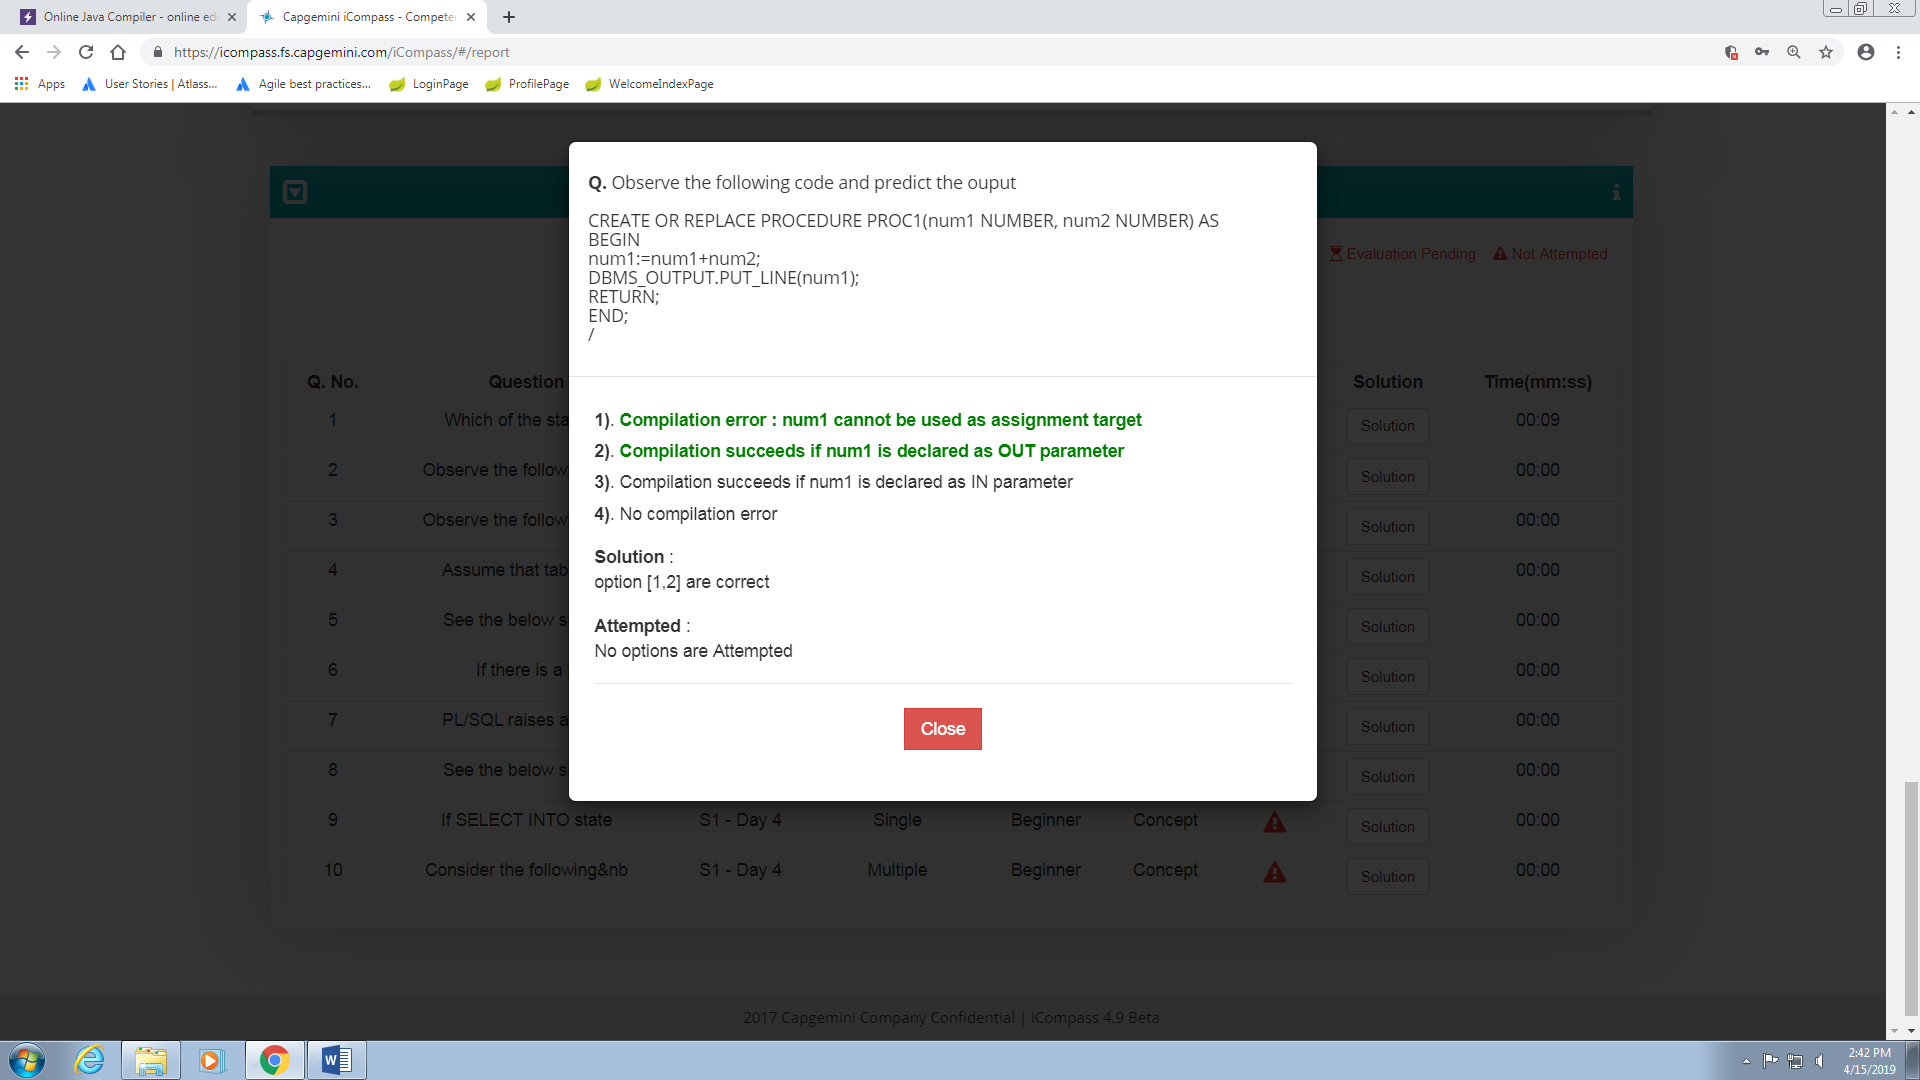 Online Java Compiler - online ed
Capgemini iCompass - Competen
https://icompass.fs.capgemini.com/iCompass/#/report
Apps
User Stories | Atlass...
Agile best practices...
LoginPage
ProfilePage
WelcomeIndexPage
Q. Observe the following code and predict the ouput
CREATE OR REPLACE PROCEDURE PROC1(num1 NUMBER, num2 NUMBER) AS
BEGIN
num1:=num1+num2;
DBMS_OUTPUT.PUT_LINE(num1);
RETURN;
END;
/
Evaluation Pending Not Attempted
1). Compilation error : num1 cannot be used as assignment target
2). Compilation succeeds if num1 is declared as OUT parameter
3). Compilation succeeds if num1 is declared as IN parameter
4). No compilation error
Solution :
option [1,2] are correct
Attempted :
No options are Attempted
Close
Q. No. Question Solution Time(mm:ss)
1 Which of the sta Solution 00:09
2 Observe the follow Solution 00:00
3 Observe the follow Solution 00:00
4 Assume that tab Solution 00:00
5 See the below s Solution 00:00
6 If there is a Solution 00:00
7 PL/SQL raises a Solution 00:00
8 See the below s Solution 00:00
9 If SELECT INTO state S1 - Day 4 Single Beginner Concept Solution 00:00
10 Consider the following&nb S1 - Day 4 Multiple Beginner Concept Solution 00:00
2017 Capgemini Company Confidential | iCompass 4.9 Beta
2:42 PM
4/15/2019